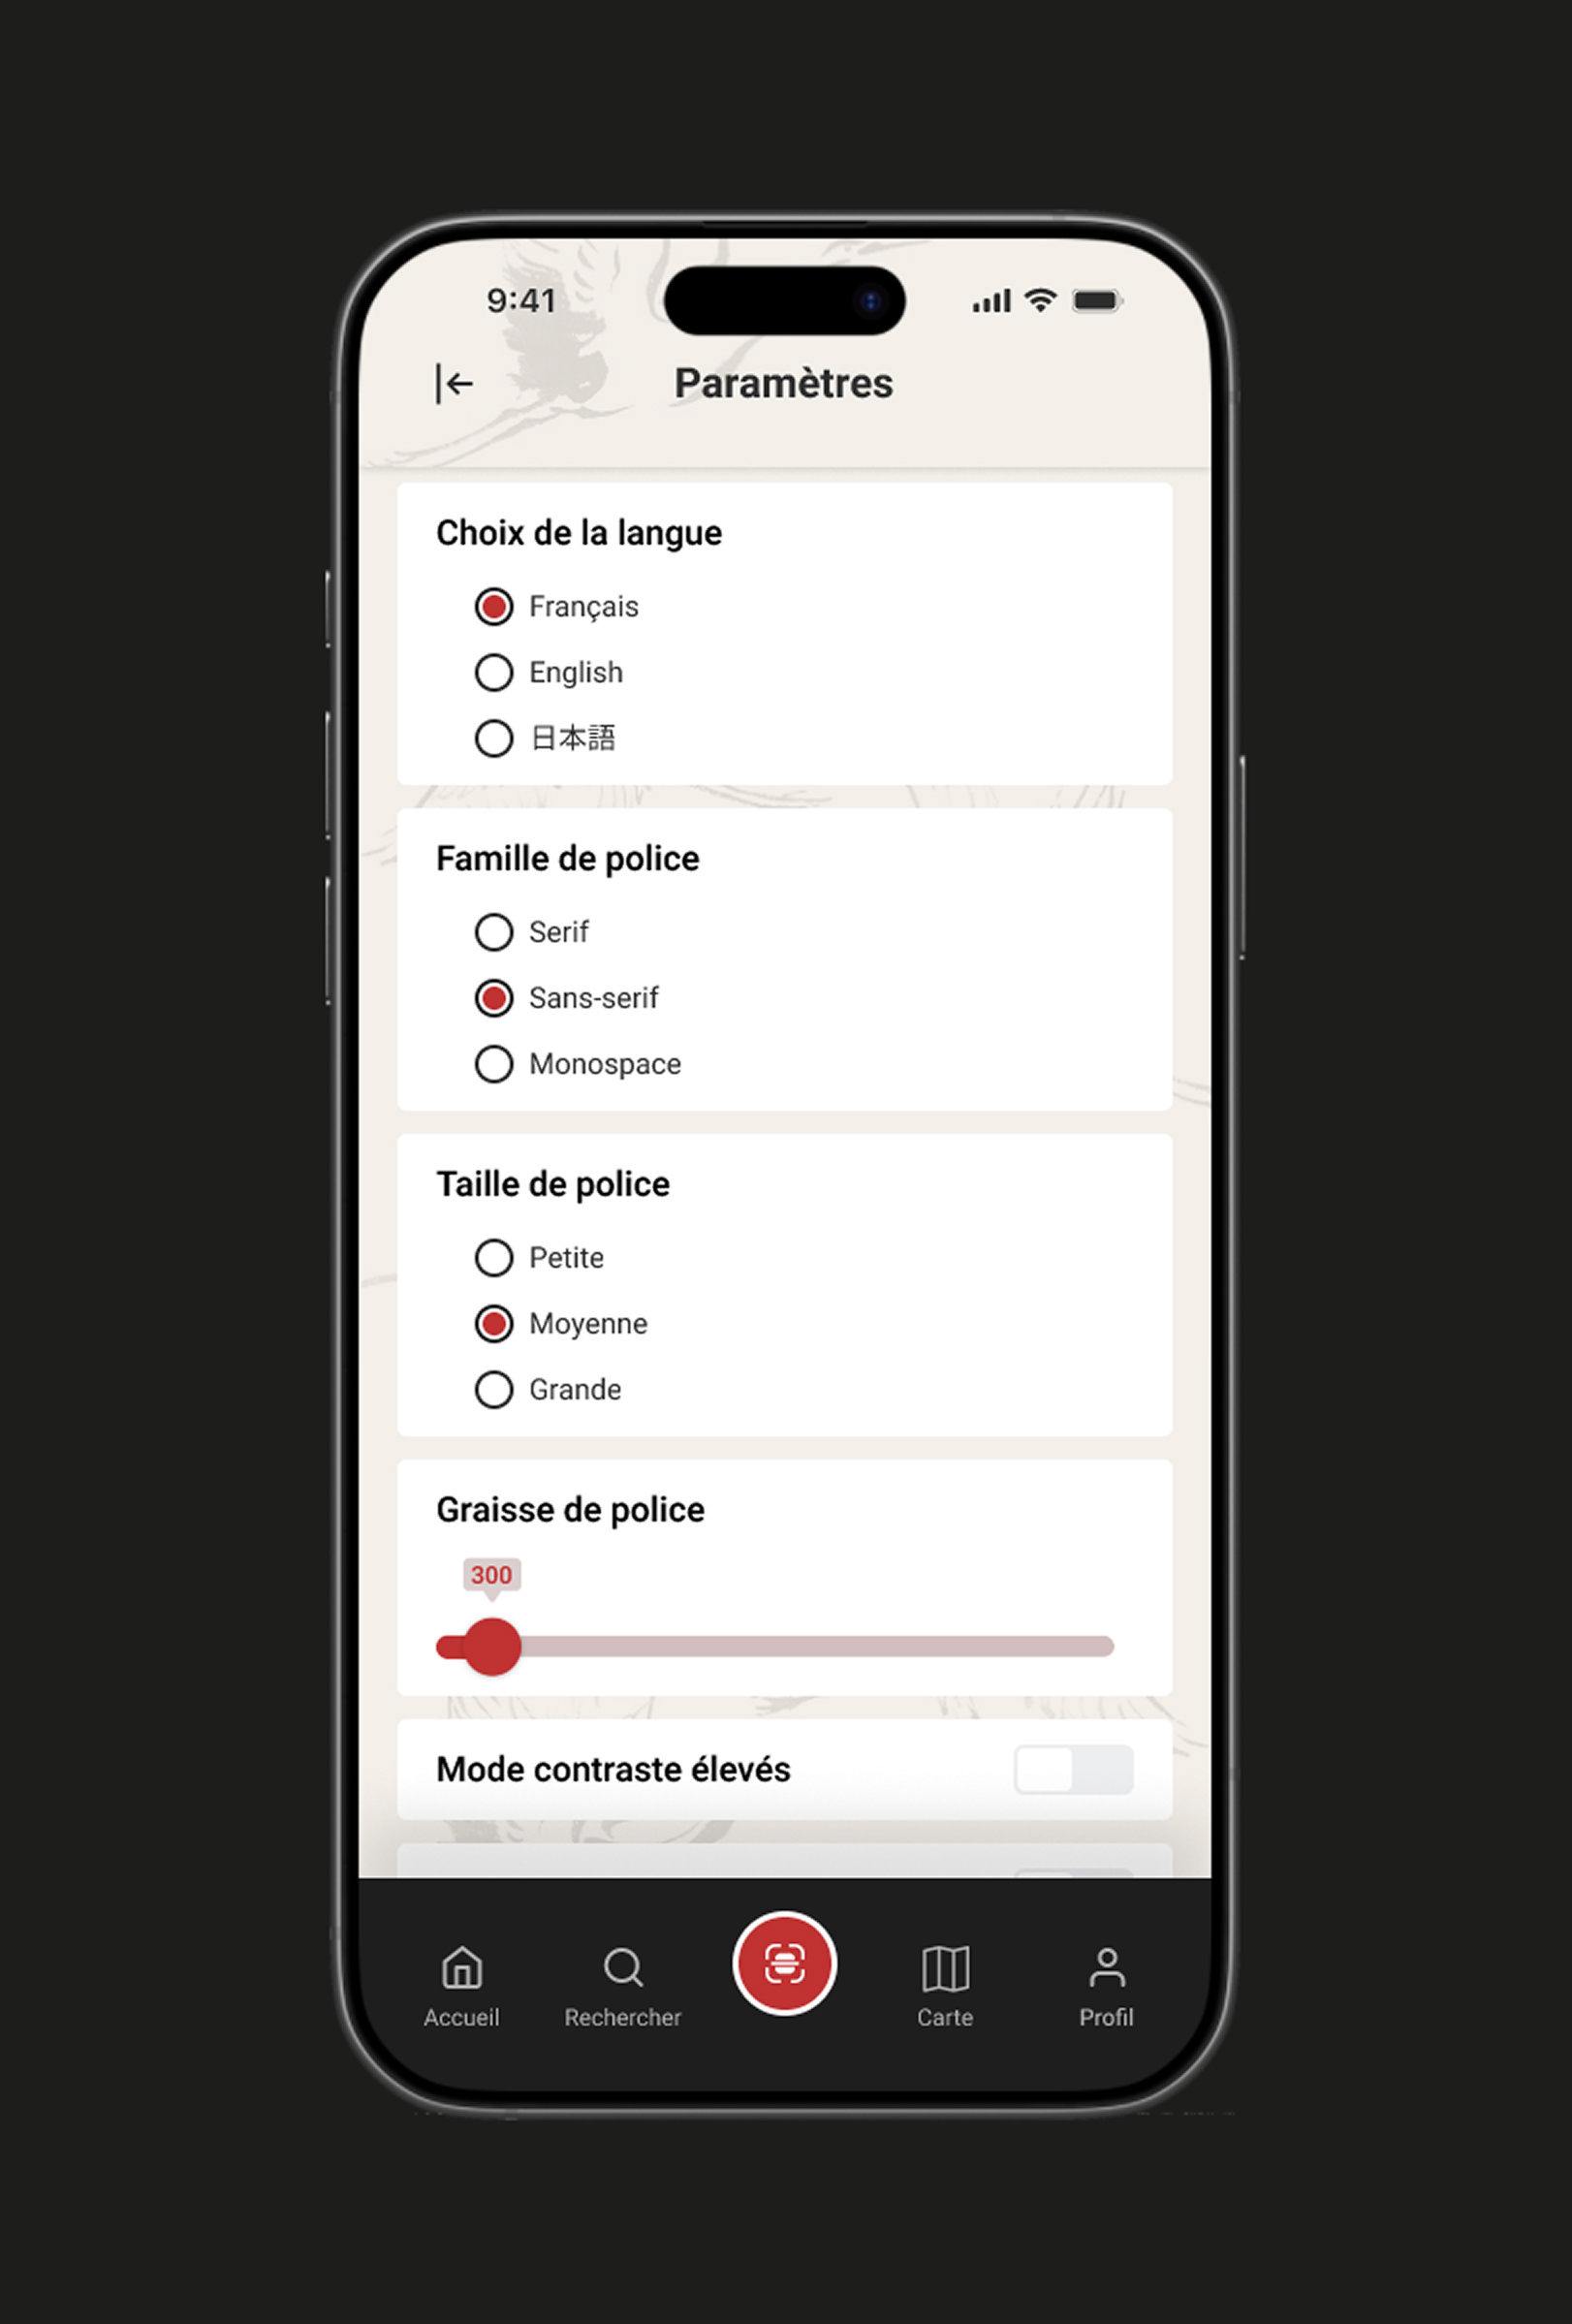 9:41
Paramètres
Choix de la langue
Français
English
日本語
Famille de police
Serif
Sans-serif
Monospace
Taille de police
Petite
Moyenne
Grande
Graisse de police
300
Mode contraste élevés
Accueil
Rechercher
Carte
Profil